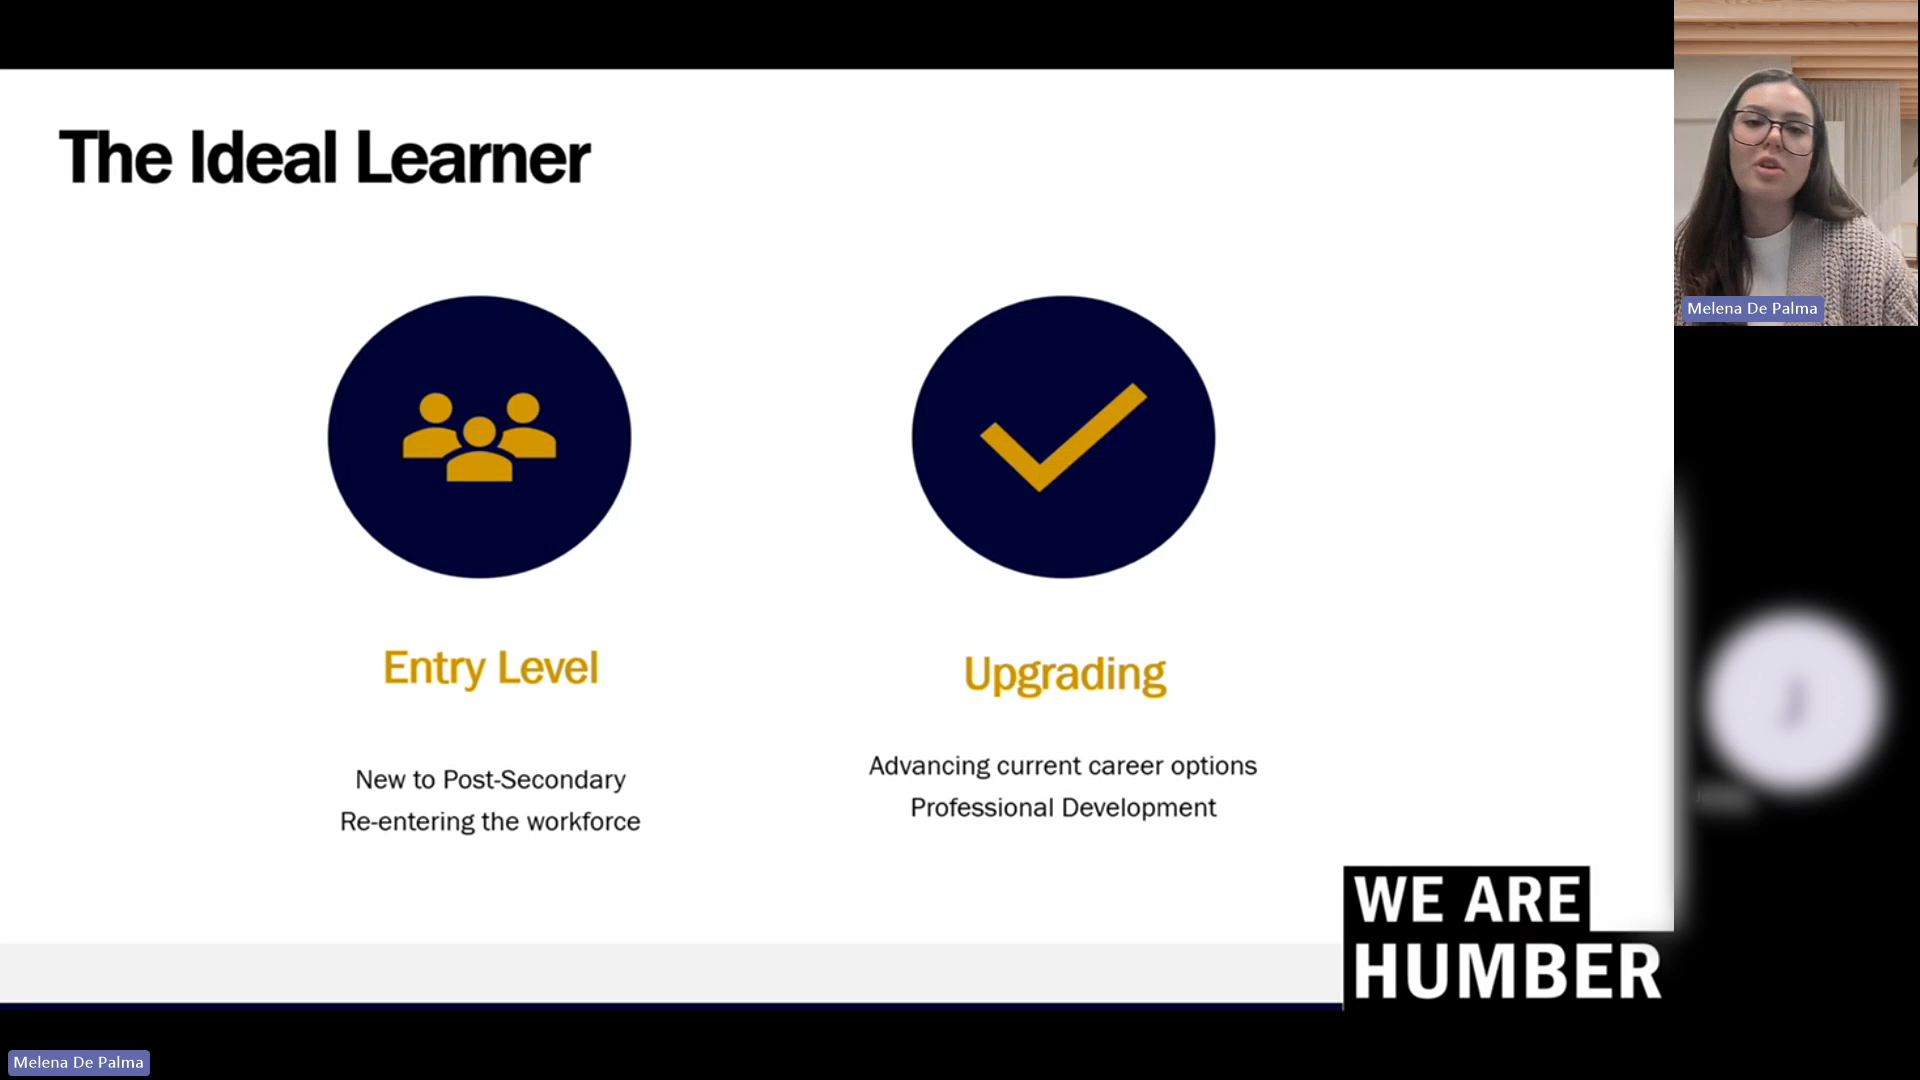 The Ideal Learner
Entry Level
New to Post-Secondary
Re-entering the workforce
Upgrading
Advancing current career options
Professional Development
WE ARE
HUMBER
Melena De Palma
Melena De Palma